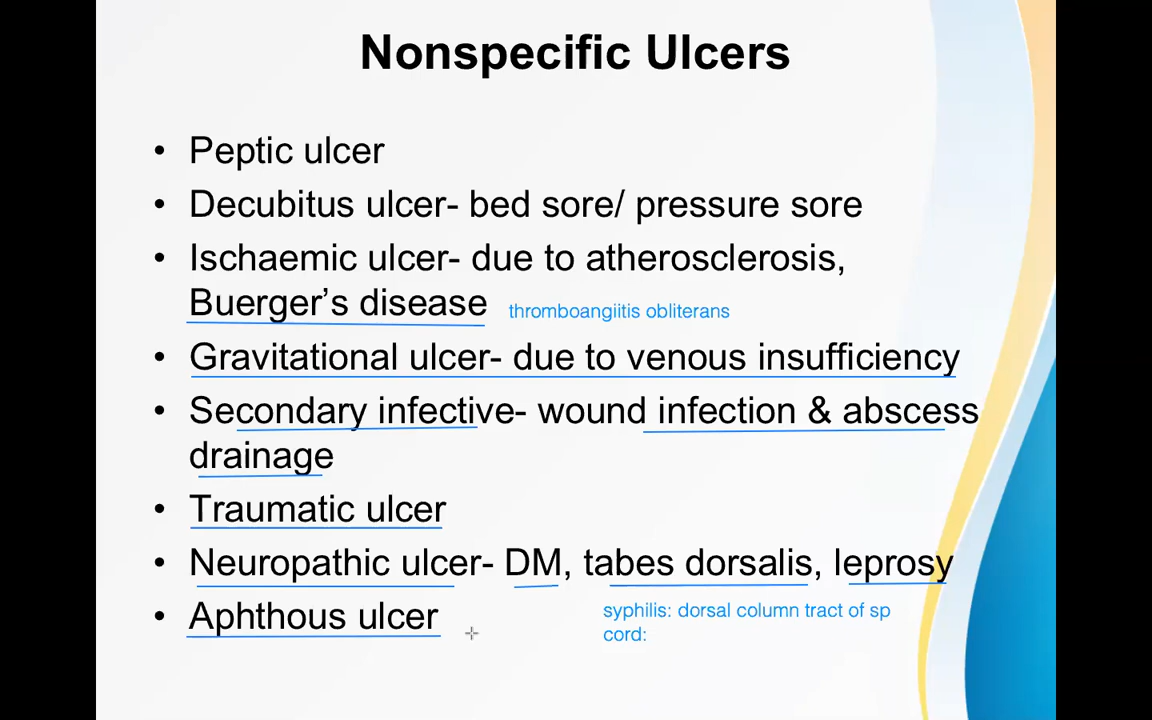 Nonspecific Ulcers
• Peptic ulcer
• Decubitus ulcer- bed sore/ pressure sore
• Ischaemic ulcer- due to atherosclerosis,
Buerger’s disease thromboangiitis obliterans
• Gravitational ulcer- due to venous insufficiency
• Secondary infective- wound infection & abscess
drainage
• Traumatic ulcer
• Neuropathic ulcer- DM, tabes dorsalis, leprosy
• Aphthous ulcer
syphilis: dorsal column tract of sp
cord: